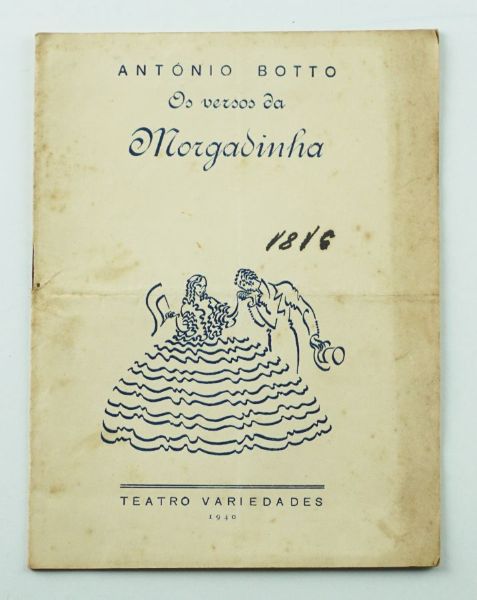 ANTÓNIO BOTTO
Os versos da
Morgadinha
1816
TEATRO VARIEDADES
1940